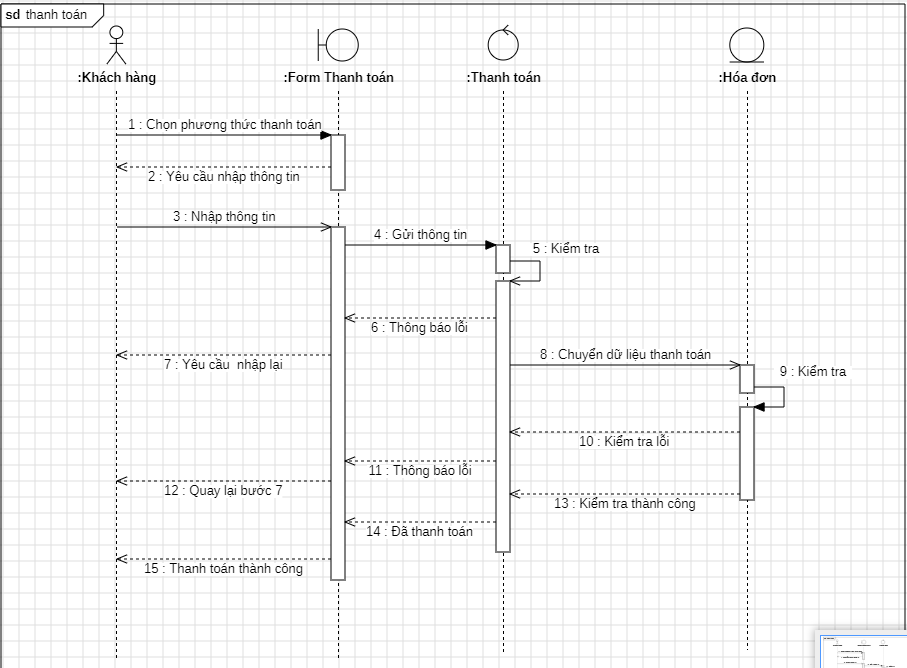 sd thanh toán
:Khách hàng
:Form Thanh toán
:Thanh toán
:Hóa đơn
1 : Chọn phương thức thanh toán
2 : Yêu cầu nhập thông tin
3 : Nhập thông tin
4 : Gửi thông tin
5 : Kiểm tra
6 : Thông báo lỗi
7 : Yêu cầu  nhập lại
8 : Chuyển dữ liệu thanh toán
9 : Kiểm tra
10 : Kiểm tra lỗi
11 : Thông báo lỗi
12 : Quay lại bước 7
13 : Kiểm tra thành công
14 : Đã thanh toán
15 : Thanh toán thành công